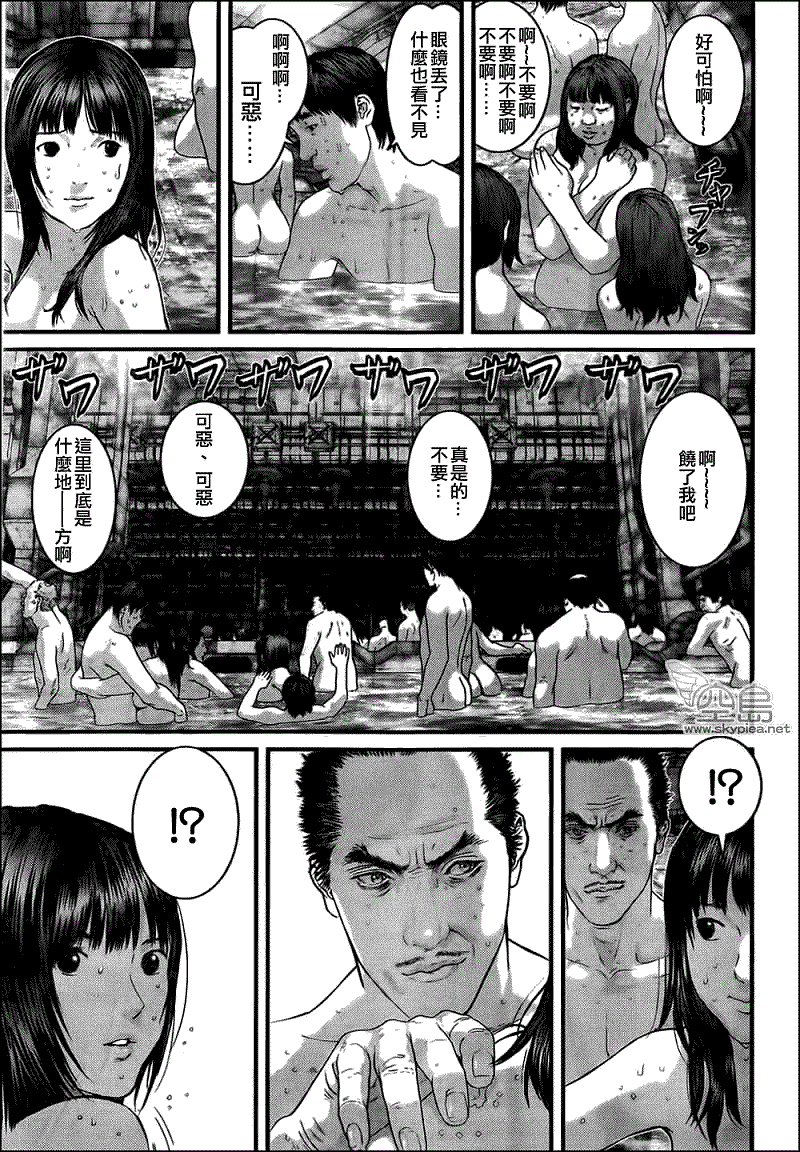 好可怕啊~~~
啊~不要啊
不要啊不要啊
不要啊……
チャプン
眼鏡丟了…
什麼也看不見
啊啊啊…
可惡……
ザワ
ザワ
ザワ
ザワ
ザワ
ザワ
啊~~~~
饒了我吧
真是的…
不要…
可惡、可惡
這里到底是
什麼地——方啊
空島
www.skypiea.net
!?
!?